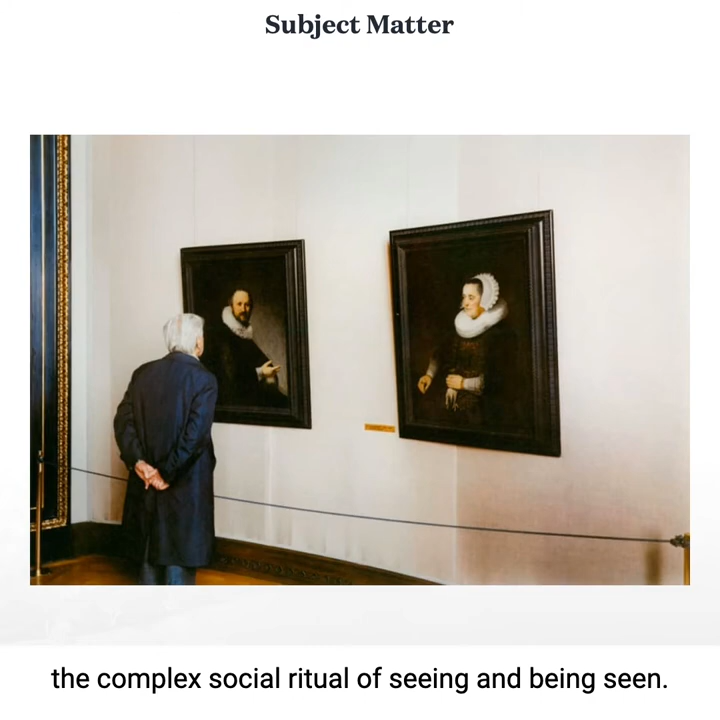 Subject Matter
the complex social ritual of seeing and being seen.